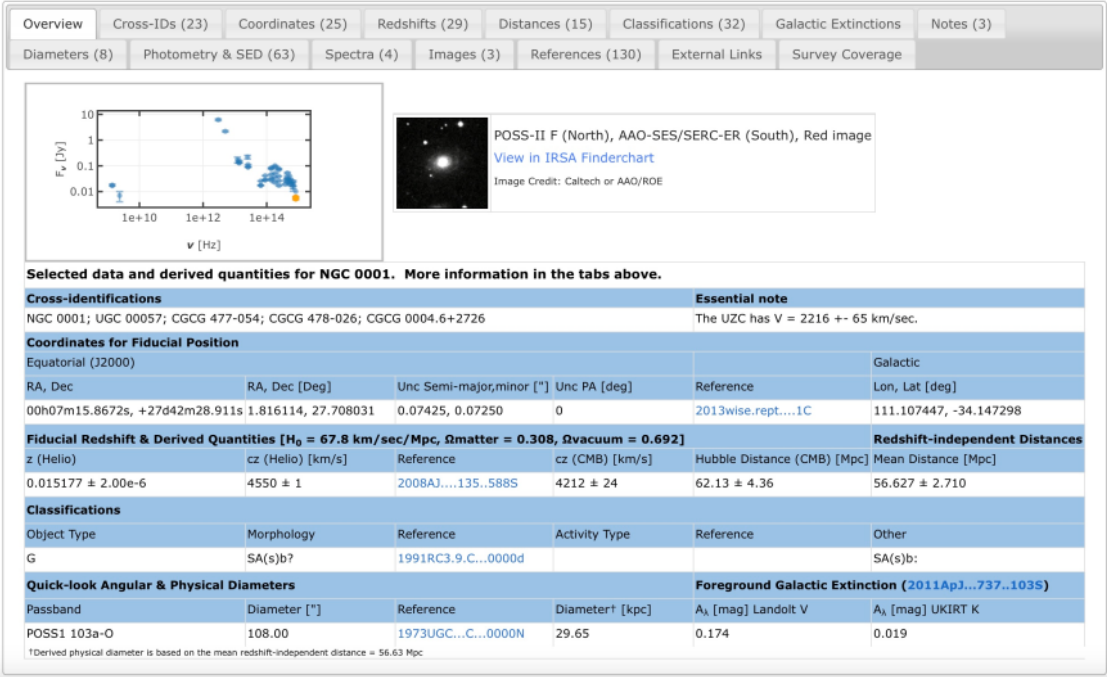 Overview Cross-IDs (23) Coordinates (25) Redshifts (29) Distances (15) Classifications (32) Galactic Extinctions Notes (3)
Diameters (8) Photometry & SED (63) Spectra (4) Images (3) References (130) External Links Survey Coverage
10
1
0.1
0.01
Fν [Jy]
1e+10 1e+12 1e+14
ν [Hz]
POSS-II F (North), AAO-SES/SERC-ER (South), Red image
View in IRSA Finderchart
Image Credit: Caltech or AAO/ROE
Selected data and derived quantities for NGC 0001. More information in the tabs above.
Cross-identifications Essential note
NGC 0001; UGC 00057; CGCG 477-054; CGCG 478-026; CGCG 0004.6+2726 The UZC has V = 2216 +- 65 km/sec.
Coordinates for Fiducial Position
Equatorial (J2000) Galactic
RA, Dec RA, Dec [Deg] Unc Semi-major,minor ["] Unc PA [deg] Reference Lon, Lat [deg]
00h07m15.8672s, +27d42m28.911s 1.816114, 27.708031 0.07425, 0.07250 0 2013wise.rept....1C 111.107447, -34.147298
Fiducial Redshift & Derived Quantities [H0 = 67.8 km/sec/Mpc, Ωmatter = 0.308, Ωvacuum = 0.692] Redshift-independent Distances
z (Helio) cz (Helio) [km/s] Reference cz (CMB) [km/s] Hubble Distance (CMB) [Mpc] Mean Distance [Mpc]
0.015177 ± 2.00e-6 4550 ± 1 2008AJ....135..588S 4212 ± 24 62.13 ± 4.36 56.627 ± 2.710
Classifications
Object Type Morphology Reference Activity Type Reference Other
G SA(s)b? 1991RC3.9.C...0000d SA(s)b:
Quick-look Angular & Physical Diameters Foreground Galactic Extinction (2011ApJ...737..103S)
Passband Diameter ["] Reference Diameter† [kpc] Aλ [mag] Landolt V Aλ [mag] UKIRT K
POSS1 103a-O 108.00 1973UGC...C...0000N 29.65 0.174 0.019
†Derived physical diameter is based on the mean redshift-independent distance = 56.63 Mpc